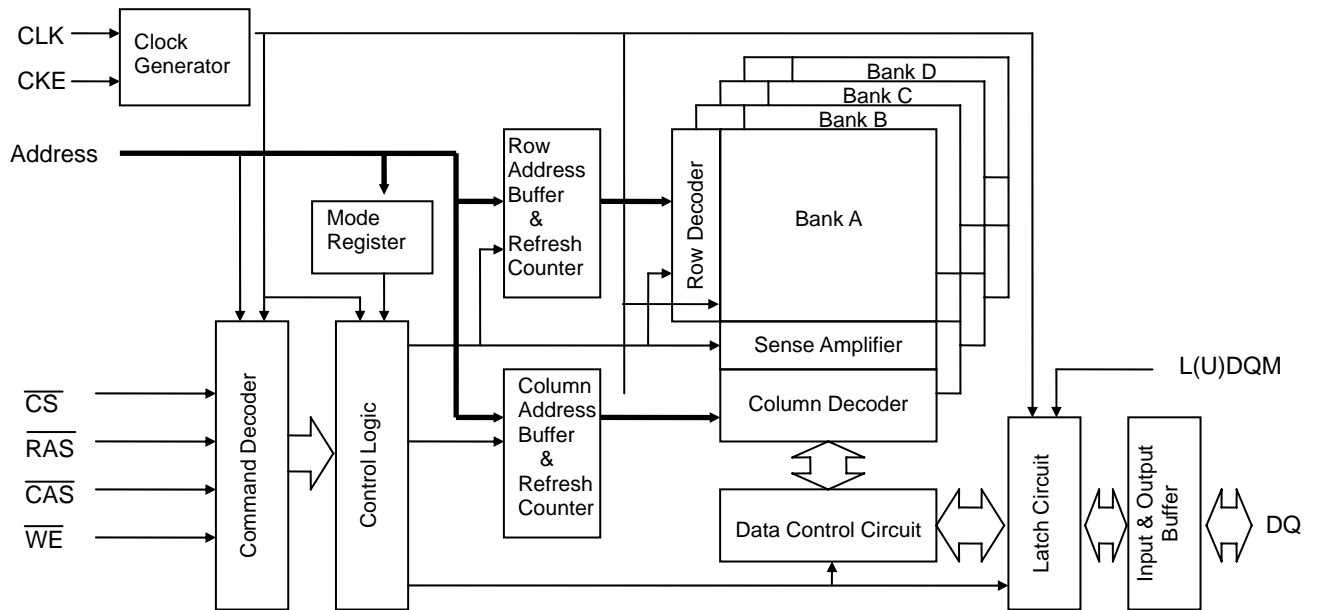 CLK
CKE
Clock
Generator
Address
Mode
Register
Row
Address
Buffer
&
Refresh
Counter
Bank D
Bank C
Bank B
Bank A
Row Decoder
Sense Amplifier
Column Decoder
Column
Address
Buffer
&
Refresh
Counter
CS
RAS
CAS
WE
Command Decoder
Control Logic
Data Control Circuit
L(U)DQM
Latch Circuit
Input & Output
Buffer
DQ